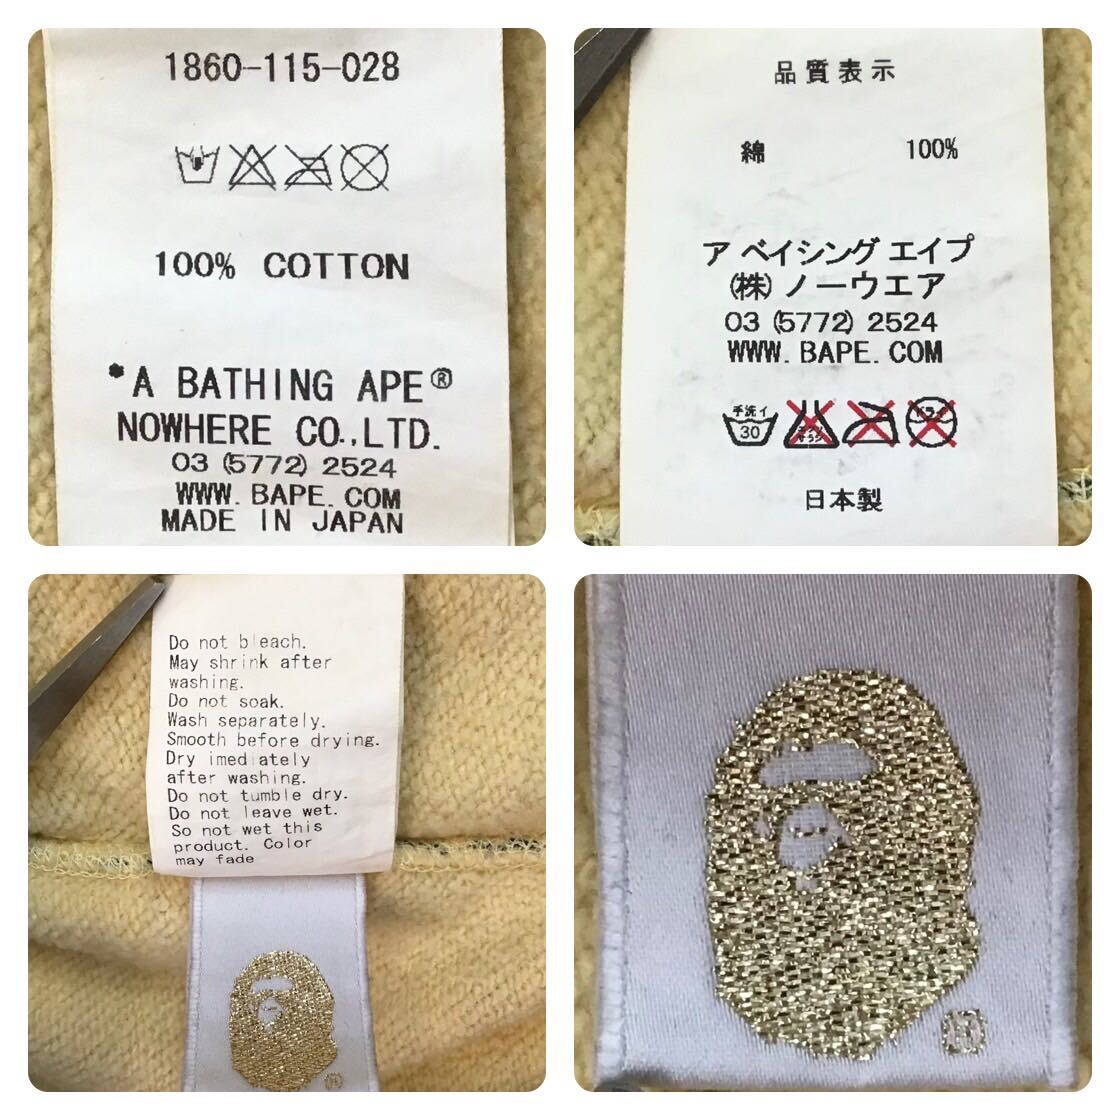 1860-115-028
100% COTTON
*A BATHING APE®
NOWHERE CO.,LTD.
03 (5772) 2524
WWW. BAPE. COM
MADE IN JAPAN
品質表示
綿 100%
ア ベイシング エイプ
(株) ノーウエア
03 (5772) 2524
WWW. BAPE. COM
手洗イ
30
日本製
Do not bleach.
May shrink after
washing.
Do not soak.
Wash separately.
Smooth before drying.
Dry imediately
after washing.
Do not tumble dry.
Do not leave wet.
So not wet this
product. Color
may fade
®
®